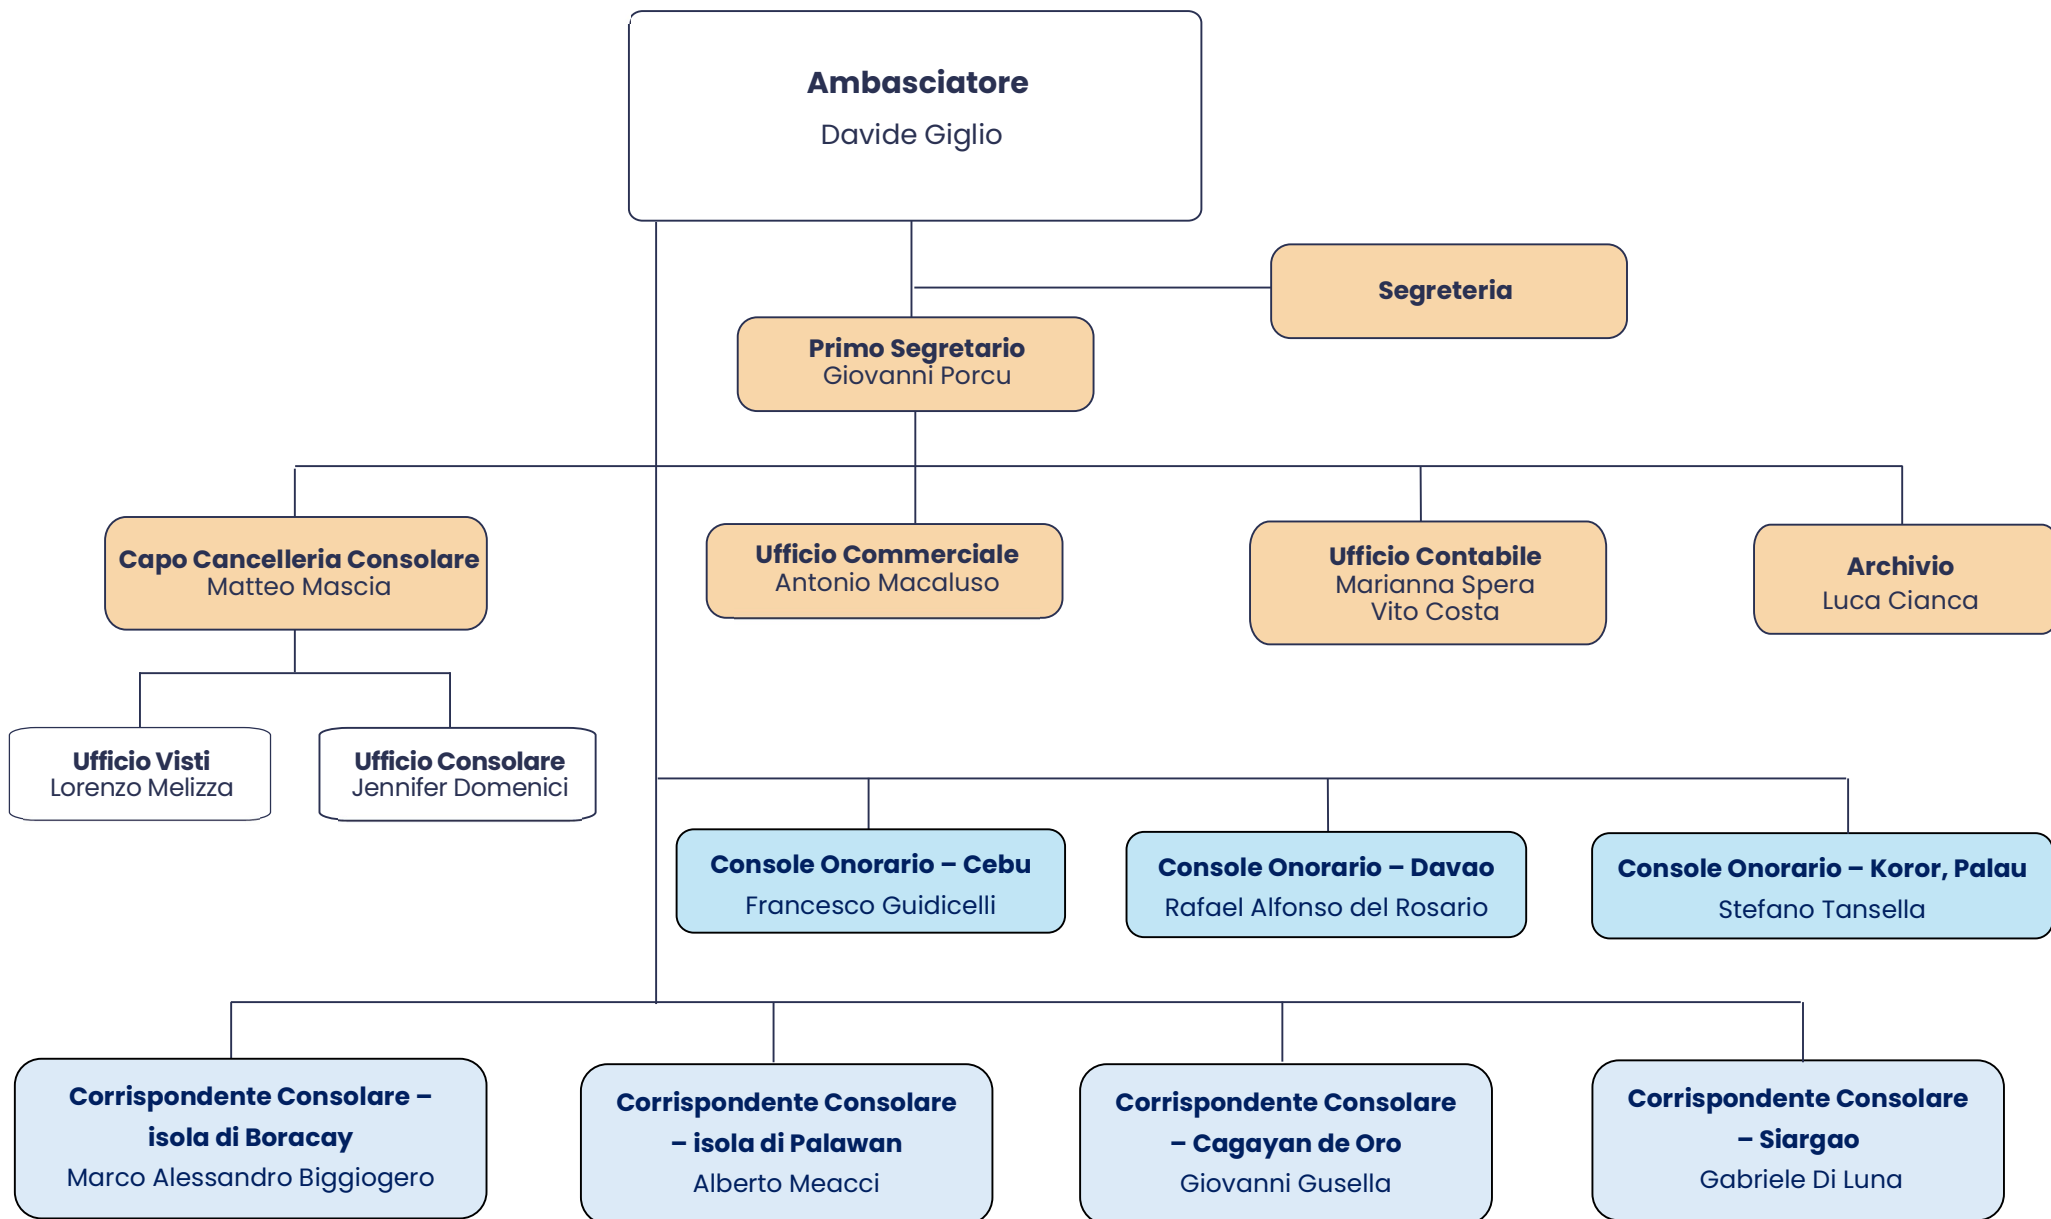 Ambasciatore
Davide Giglio
Segreteria
Primo Segretario
Giovanni Porcu
Capo Cancelleria Consolare
Matteo Mascia
Ufficio Commerciale
Antonio Macaluso
Ufficio Contabile
Marianna Spera
Vito Costa
Archivio
Luca Cianca
Ufficio Visti
Lorenzo Melizza
Ufficio Consolare
Jennifer Domenici
Console Onorario – Cebu
Francesco Guidicelli
Console Onorario – Davao
Rafael Alfonso del Rosario
Console Onorario – Koror, Palau
Stefano Tansella
Corrispondente Consolare –
isola di Boracay
Marco Alessandro Biggiogero
Corrispondente Consolare
– isola di Palawan
Alberto Meacci
Corrispondente Consolare
– Cagayan de Oro
Giovanni Gusella
Corrispondente Consolare
– Siargao
Gabriele Di Luna